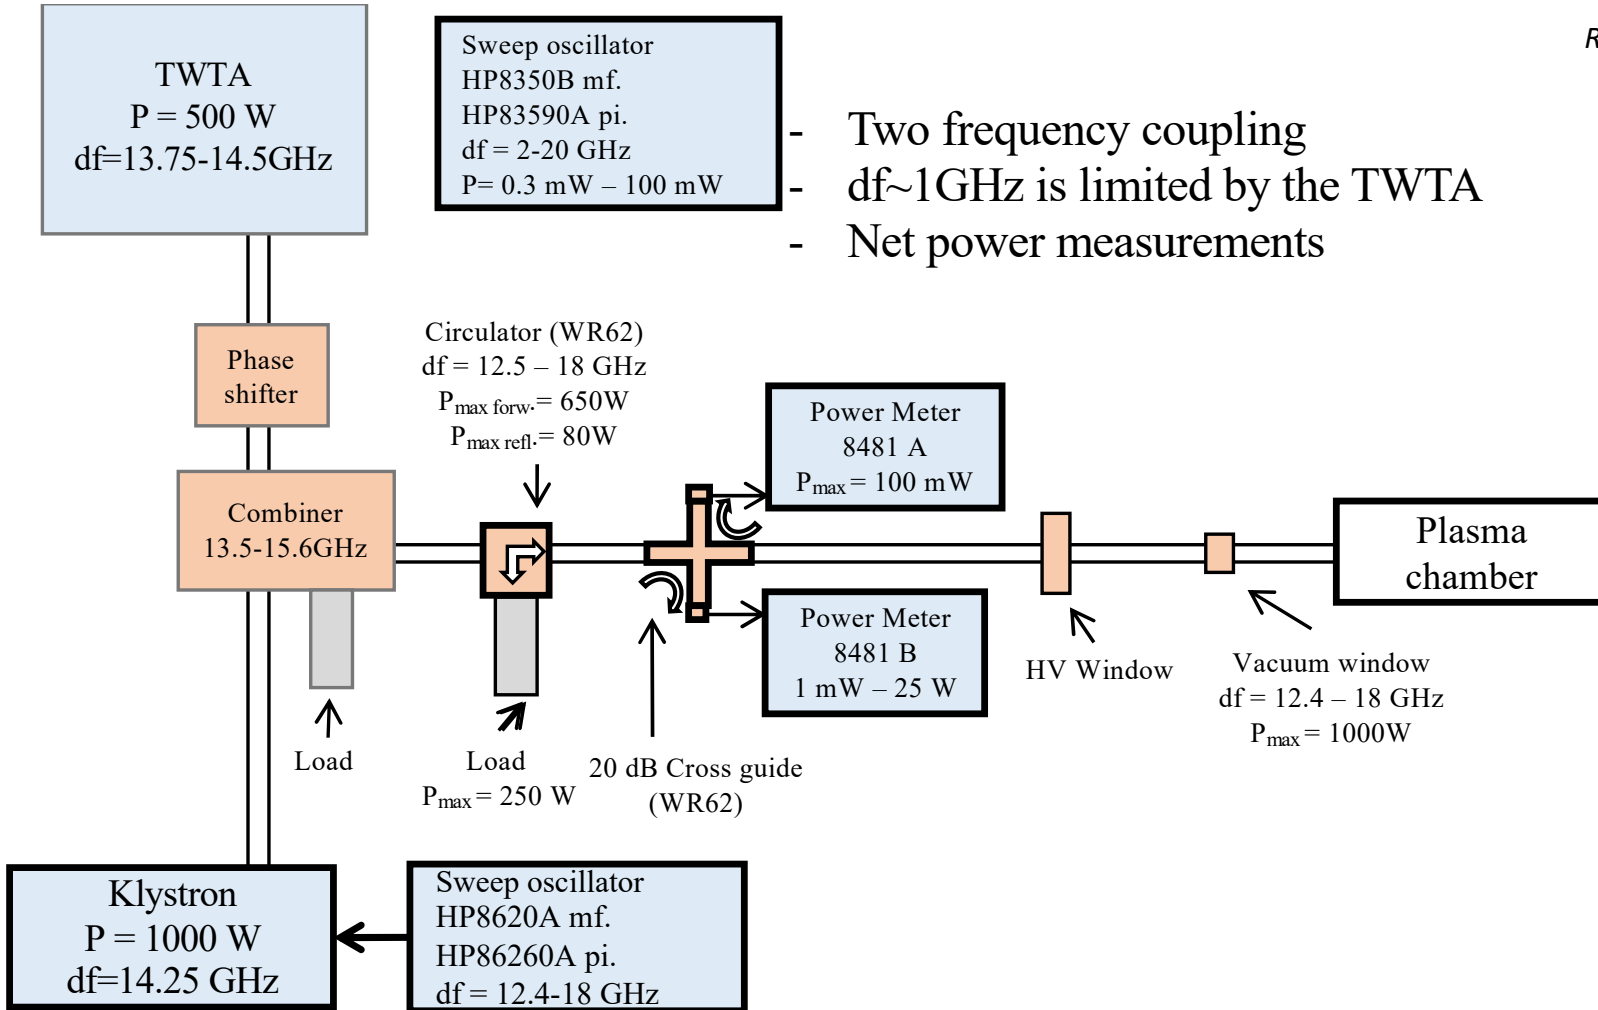 R
TWTA
P = 500 W
df=13.75-14.5GHz
Sweep oscillator
HP8350B mf.
HP83590A pi.
df = 2-20 GHz
P= 0.3 mW – 100 mW
- Two frequency coupling
- df~1GHz is limited by the TWTA
- Net power measurements
Phase
shifter
Circulator (WR62)
df = 12.5 – 18 GHz
Pmax forw.= 650W
Pmax refl.= 80W
Power Meter
8481 A
Pmax = 100 mW
Combiner
13.5-15.6GHz
Plasma
chamber
Power Meter
8481 B
1 mW – 25 W
HV Window
Vacuum window
df = 12.4 – 18 GHz
Pmax = 1000W
Load
Load
Pmax = 250 W
20 dB Cross guide
(WR62)
Klystron
P = 1000 W
df=14.25 GHz
Sweep oscillator
HP8620A mf.
HP86260A pi.
df = 12.4-18 GHz